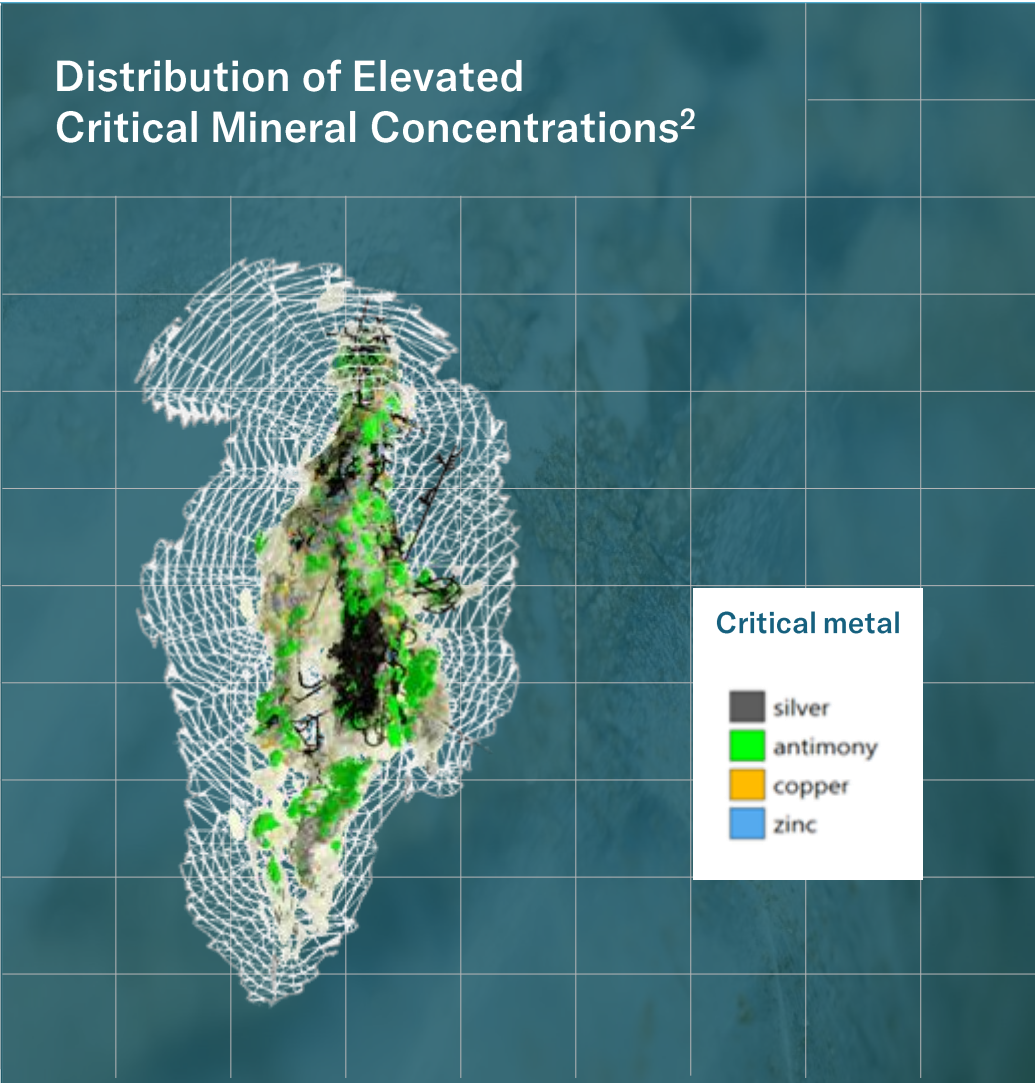 Distribution of Elevated
Critical Mineral Concentrations²
Critical metal
silver
antimony
copper
zinc